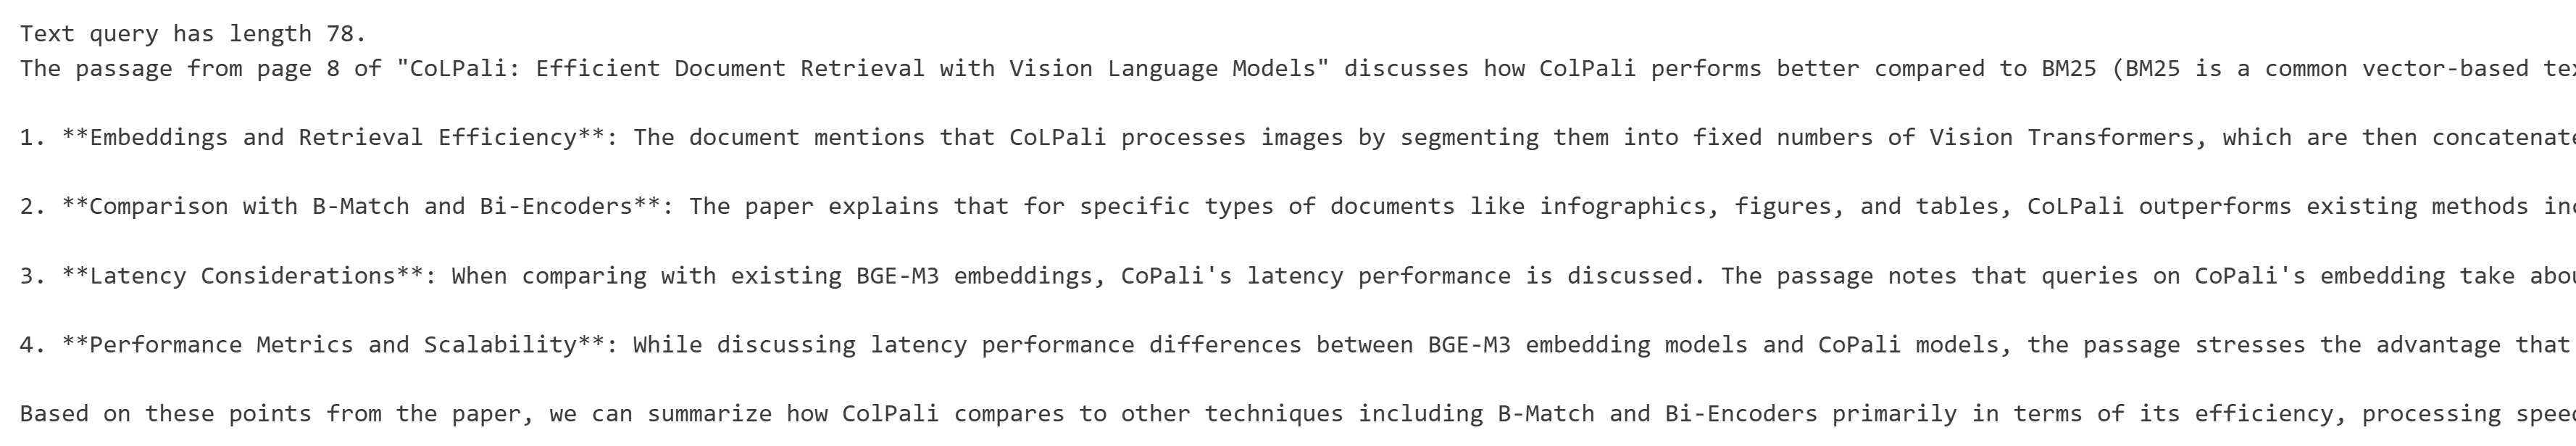 Text query has length 78.
The passage from page 8 of "CoLPali: Efficient Document Retrieval with Vision Language Models" discusses how ColPali performs better compared to BM25 (BM25 is a common vector-based
1. **Embeddings and Retrieval Efficiency**: The document mentions that CoLPali processes images by segmenting them into fixed numbers of Vision Transformers, which are then
2. **Comparison with B-Match and Bi-Encoders**: The paper explains that for specific types of documents like infographics, figures, and tables, CoLPali outperforms existing methods
3. **Latency Considerations**: When comparing with existing BGE-M3 embeddings, CoPali's latency performance is discussed. The passage notes that queries on CoPali's embedding take
4. **Performance Metrics and Scalability**: While discussing latency performance differences between BGE-M3 embedding models and CoPali models, the passage stresses the advantage that
Based on these points from the paper, we can summarize how ColPali compares to other techniques including B-Match and Bi-Encoders primarily in terms of its efficiency, processing